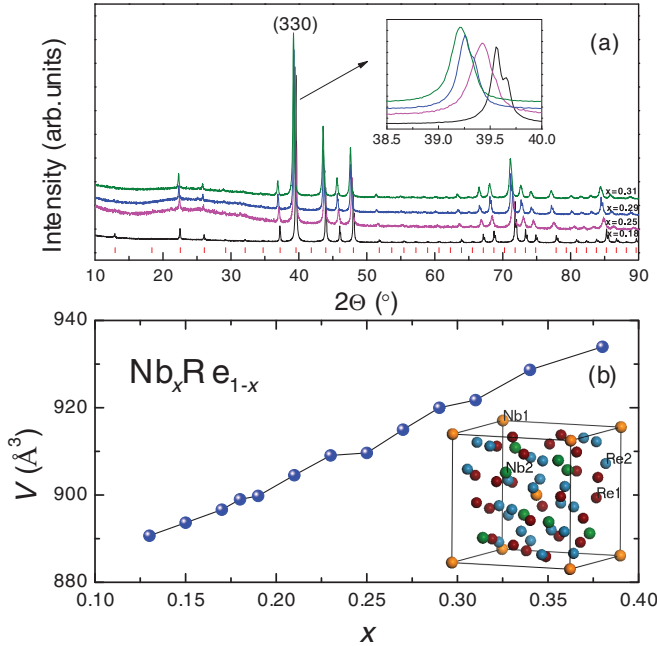 (330)
(a)
Intensity (arb. units)
38.5 39.0 39.5 40.0
x=0.31
x=0.29
x=0.25
x=0.18
10 20 30 40 50 60 70 80 90
2Θ (°)
940
920
900
880
V (Å³)
NbₓRe₁₋ₓ
(b)
Nb1
Nb2
Re2
Re1
0.10 0.15 0.20 0.25 0.30 0.35 0.40
x